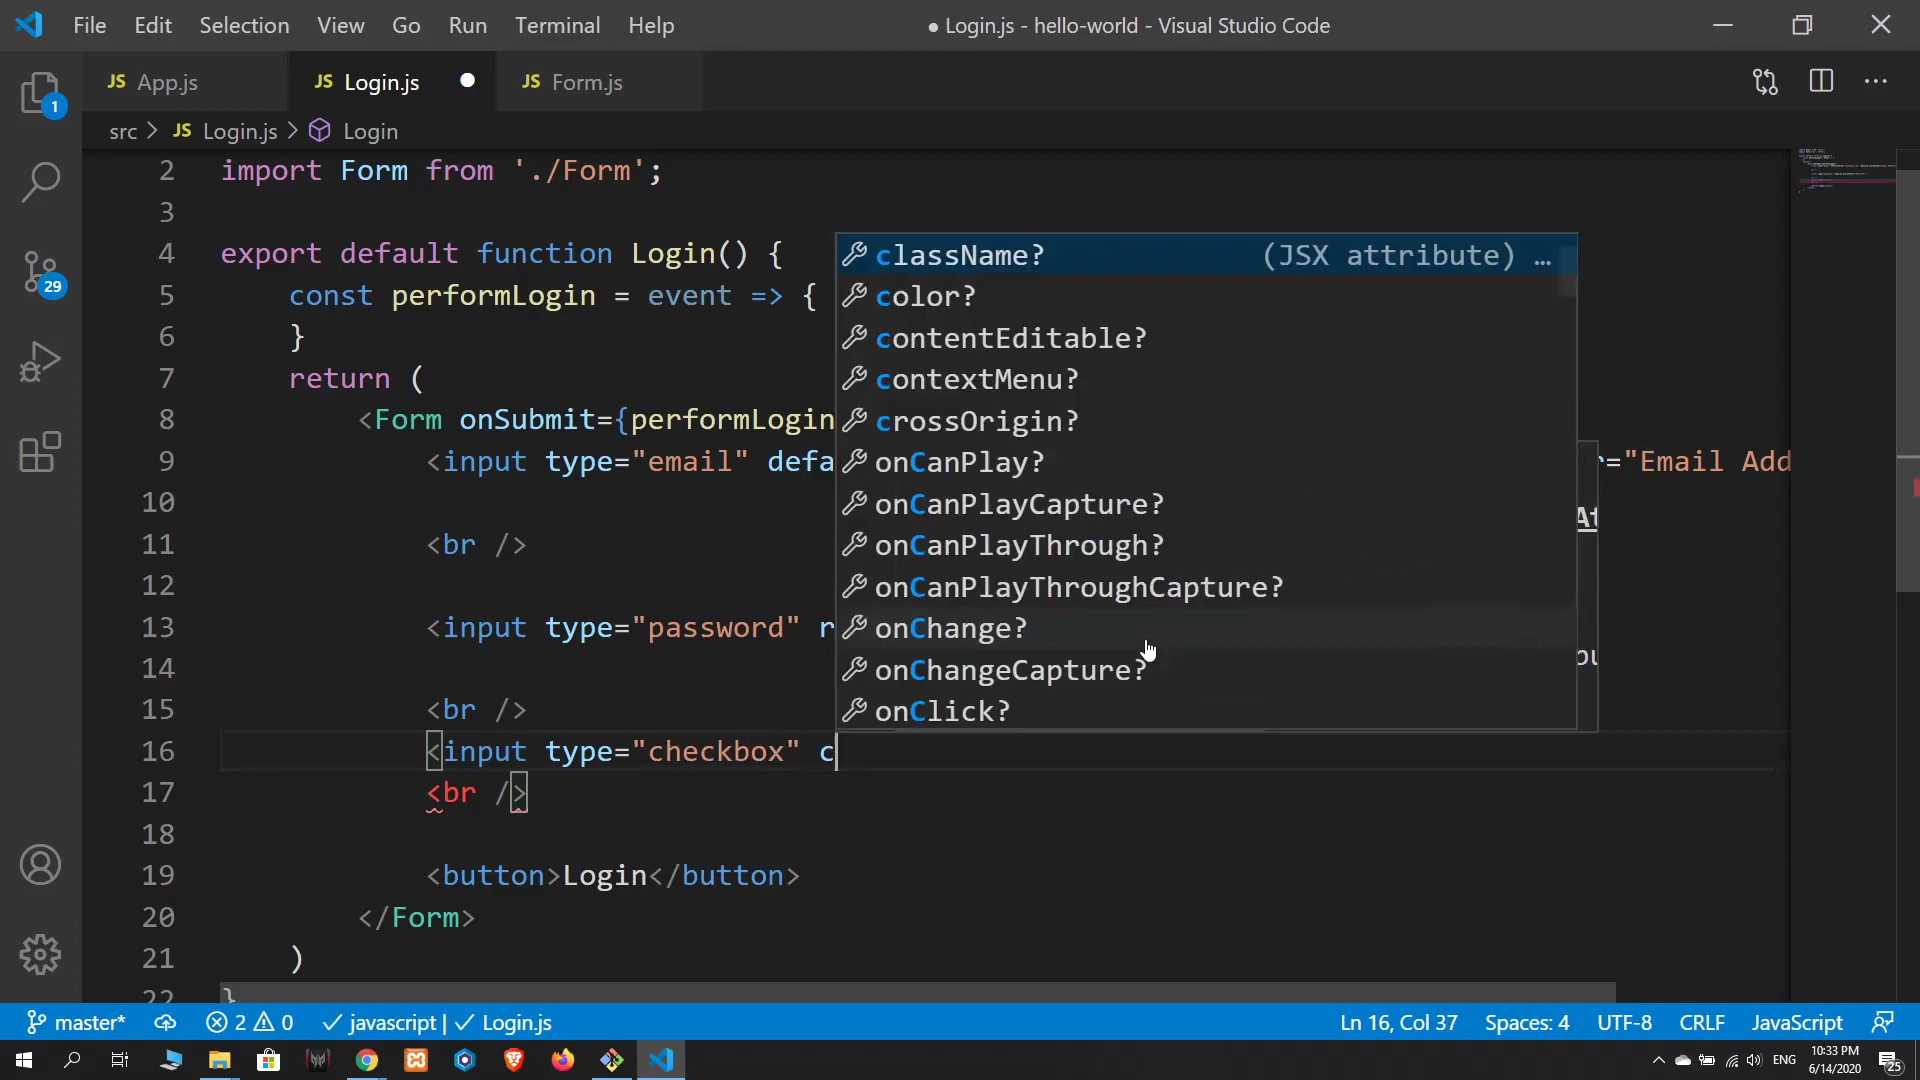 File Edit Selection View Go Run Terminal Help
● Login.js - hello-world - Visual Studio Code
JS App.js
JS Login.js ●
JS Form.js
1
src > JS Login.js > Login
2 import Form from './Form';
3
4 export default function Login() {
5 const performLogin = event => {
6 }
7 return (
8 <Form onSubmit={performLogin
9 <input type="email" defa
="Email Add
10
11 <br />
12
13 <input type="password" r
14
15 <br />
16 <input type="checkbox" c
17 <br />
18
19 <button>Login</button>
20 </Form>
21 )
22 }
className? (JSX attribute) …
color?
contentEditable?
contextMenu?
crossOrigin?
onCanPlay?
onCanPlayCapture?
onCanPlayThrough?
onCanPlayThroughCapture?
onChange?
onChangeCapture?
onClick?
29
master* 2 0 javascript | Login.js
Ln 16, Col 37 Spaces: 4 UTF-8 CRLF JavaScript
ENG
10:33 PM
6/14/2020
25